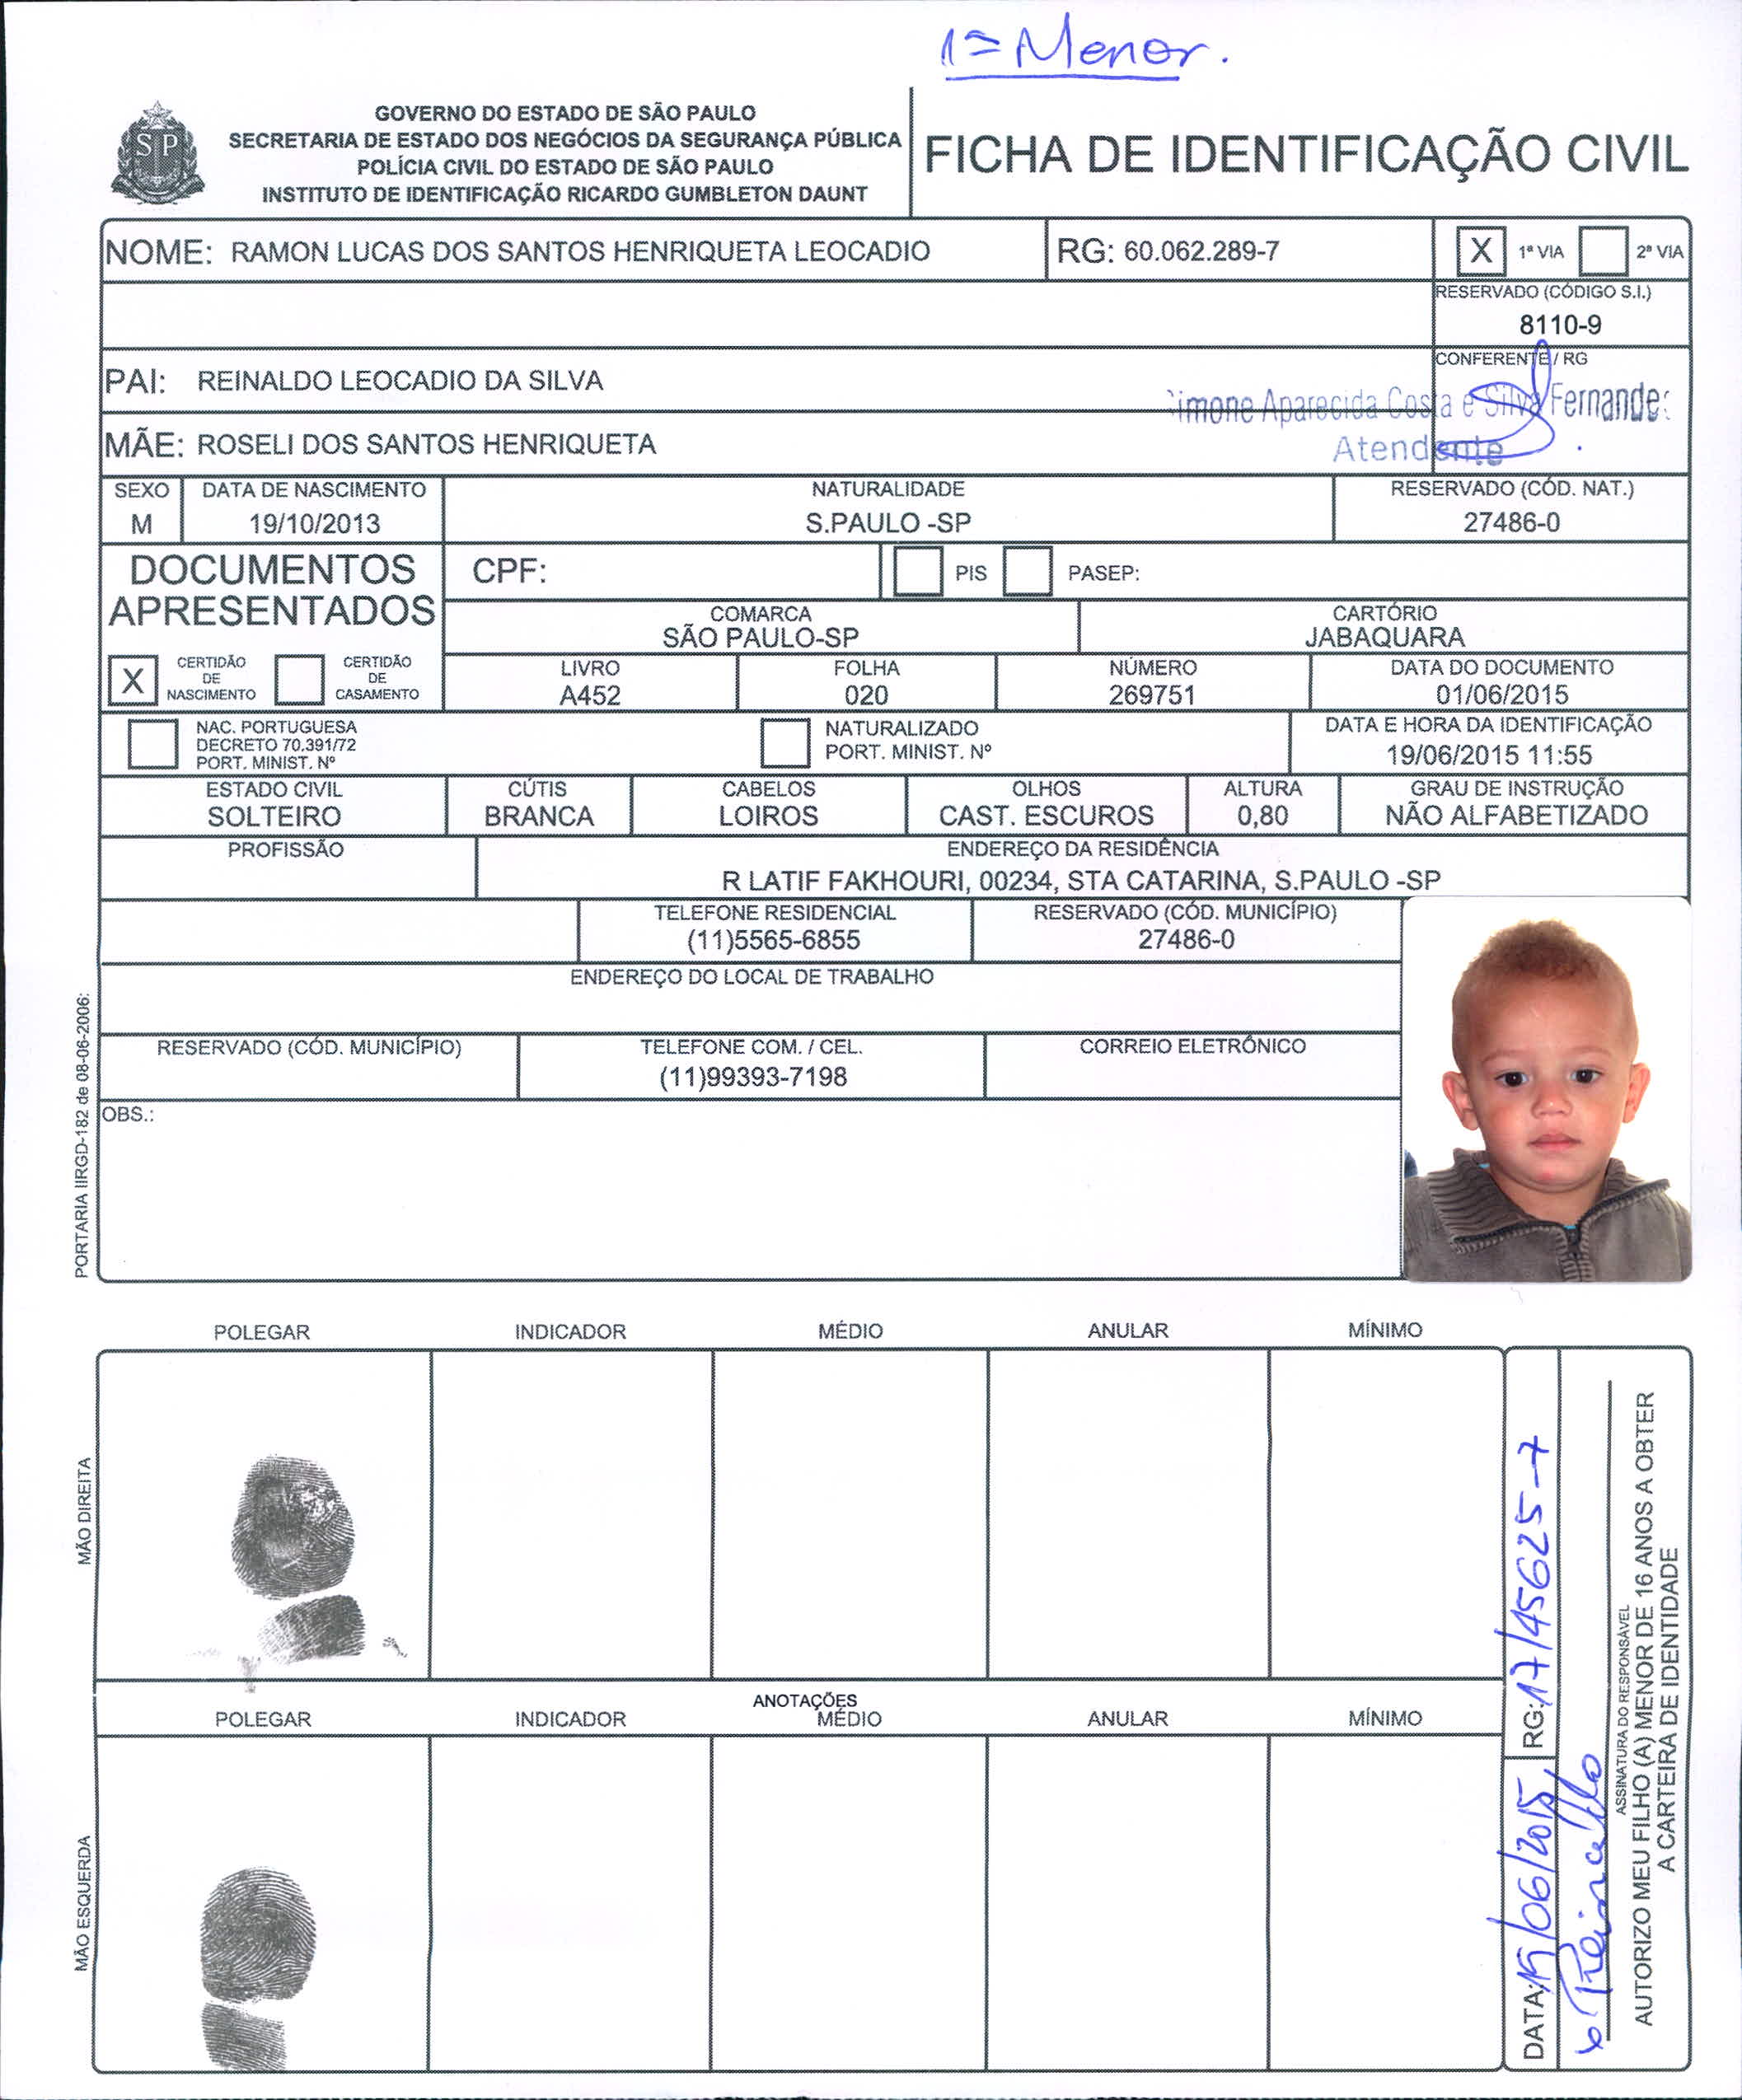 1ª Menor.
GOVERNO DO ESTADO DE SÃO PAULO
SECRETARIA DE ESTADO DOS NEGÓCIOS DA SEGURANÇA PÚBLICA
POLÍCIA CIVIL DO ESTADO DE SÃO PAULO
INSTITUTO DE IDENTIFICAÇÃO RICARDO GUMBLETON DAUNT
SP
FICHA DE IDENTIFICAÇÃO CIVIL
NOME: RAMON LUCAS DOS SANTOS HENRIQUETA LEOCADIO
RG: 60.062.289-7
X 1ª VIA 2ª VIA
RESERVADO (CÓDIGO S.I.)
8110-9
PAI: REINALDO LEOCADIO DA SILVA
CONFERENTE / RG
Simone Aparecida Costa e Silva Fernandes
Atendente
MÃE: ROSELI DOS SANTOS HENRIQUETA
SEXO DATA DE NASCIMENTO NATURALIDADE RESERVADO (CÓD. NAT.)
M 19/10/2013 S.PAULO -SP 27486-0
DOCUMENTOS
APRESENTADOS
CPF: PIS PASEP:
COMARCA CARTÓRIO
SÃO PAULO-SP JABAQUARA
X CERTIDÃO DE NASCIMENTO
CERTIDÃO DE CASAMENTO
LIVRO FOLHA NÚMERO DATA DO DOCUMENTO
A452 020 269751 01/06/2015
NAC. PORTUGUESA
DECRETO 70.391/72
PORT. MINIST. Nº
NATURALIZADO
PORT. MINIST. Nº
DATA E HORA DA IDENTIFICAÇÃO
19/06/2015 11:55
ESTADO CIVIL CÚTIS CABELOS OLHOS ALTURA GRAU DE INSTRUÇÃO
SOLTEIRO BRANCA LOIROS CAST. ESCUROS 0,80 NÃO ALFABETIZADO
PROFISSÃO ENDEREÇO DA RESIDÊNCIA
R LATIF FAKHOURI, 00234, STA CATARINA, S.PAULO -SP
TELEFONE RESIDENCIAL RESERVADO (CÓD. MUNICÍPIO)
(11)5565-6855 27486-0
ENDEREÇO DO LOCAL DE TRABALHO
RESERVADO (CÓD. MUNICÍPIO) TELEFONE COM. / CEL. CORREIO ELETRÔNICO
(11)99393-7198
OBS.:
PORTARIA IIRGD-182 de 08-06-2006:
POLEGAR INDICADOR MÉDIO ANULAR MÍNIMO
MÃO DIREITA
ANOTAÇÕES
POLEGAR INDICADOR MÉDIO ANULAR MÍNIMO
MÃO ESQUERDA
DATA: 19/06/2015 RG: 17145625-7
Reinaldo
ASSINATURA DO RESPONSÁVEL
AUTORIZO MEU FILHO (A) MENOR DE 16 ANOS A OBTER
A CARTEIRA DE IDENTIDADE